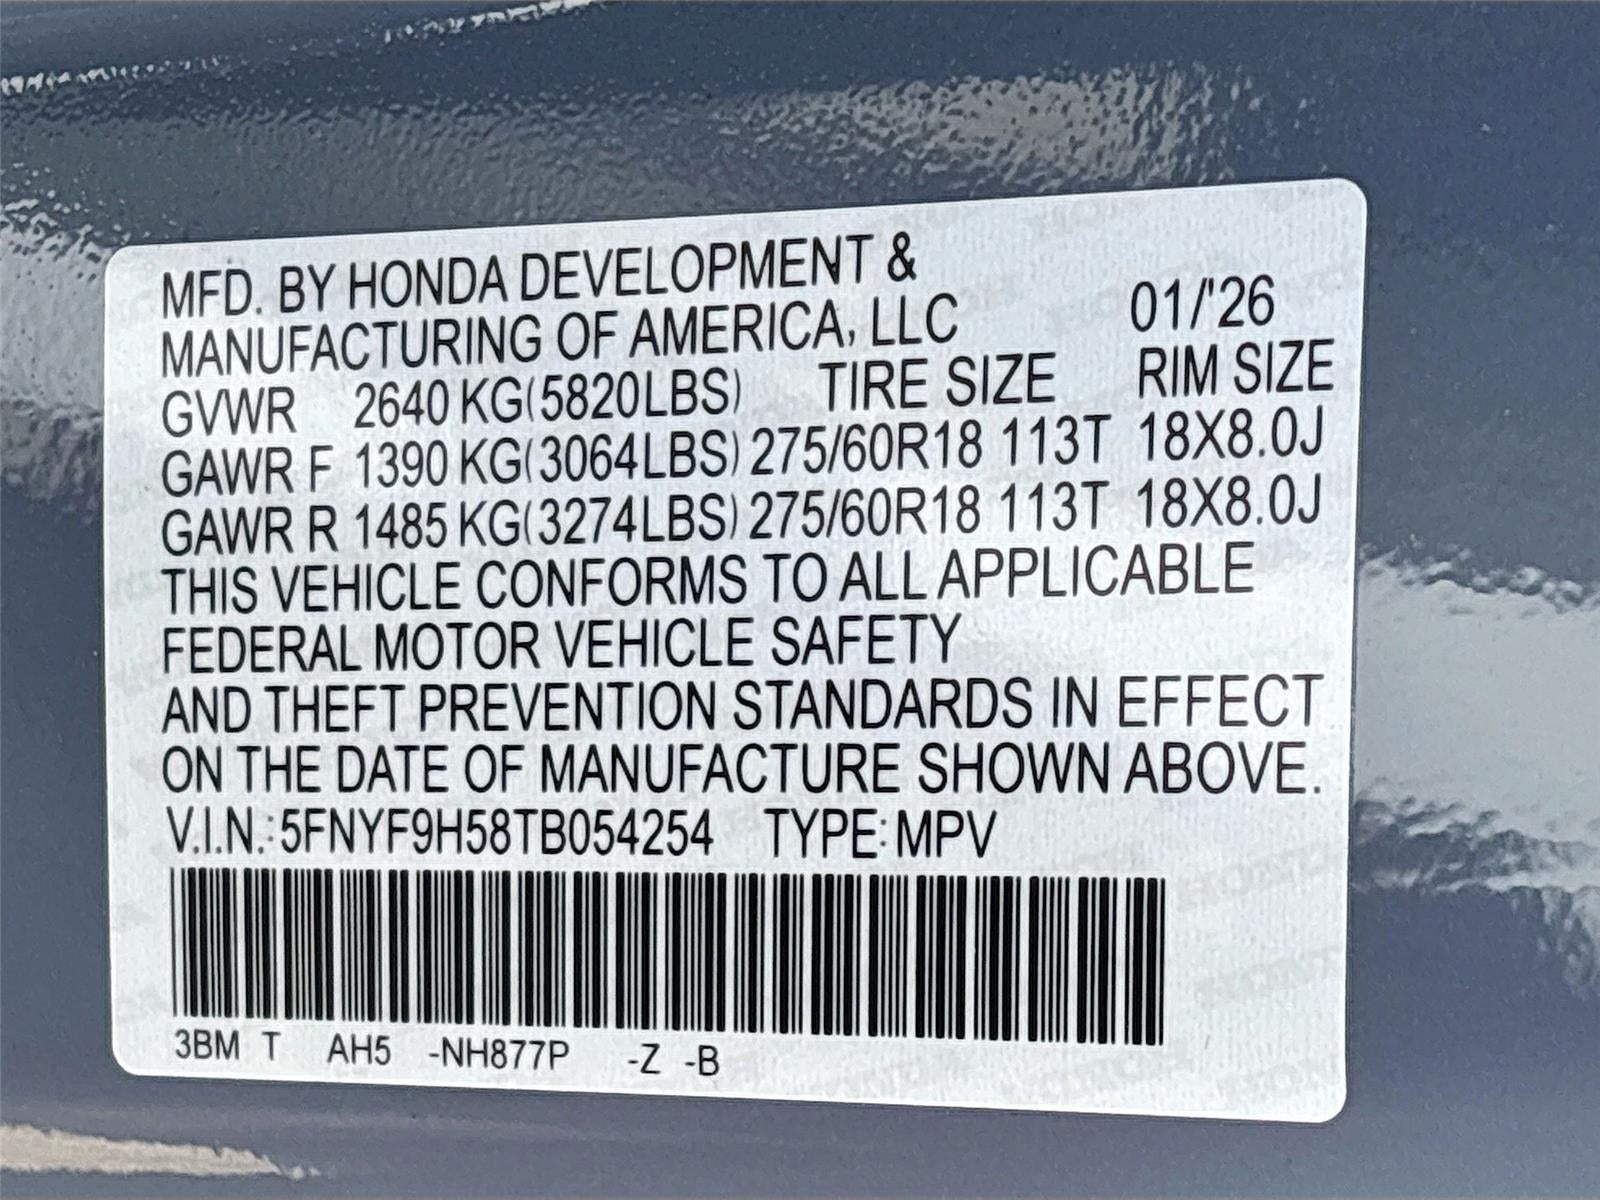 MFD. BY HONDA DEVELOPMENT &
MANUFACTURING OF AMERICA, LLC 01/'26
GVWR 2640 KG(5820LBS) TIRE SIZE RIM SIZE
GAWR F 1390 KG(3064LBS) 275/60R18 113T 18X8.0J
GAWR R 1485 KG(3274LBS) 275/60R18 113T 18X8.0J
THIS VEHICLE CONFORMS TO ALL APPLICABLE
FEDERAL MOTOR VEHICLE SAFETY
AND THEFT PREVENTION STANDARDS IN EFFECT
ON THE DATE OF MANUFACTURE SHOWN ABOVE.
V.I.N.: 5FNYF9H58TB054254 TYPE: MPV
3BM T AH5 -NH877P -Z -B